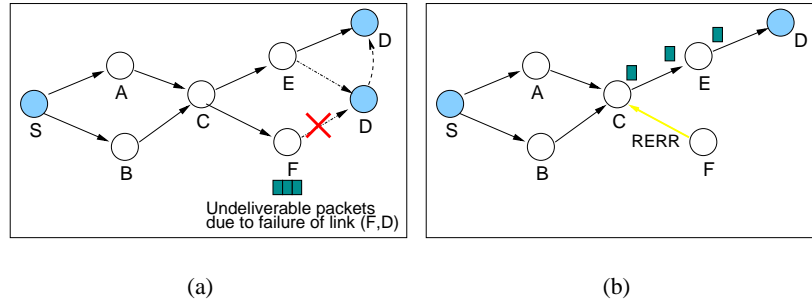 D
E
A
D
S
C
B
F
Undeliverable packets
due to failure of link (F,D)
(a)
D
E
A
S
C
RERR
B
F
(b)